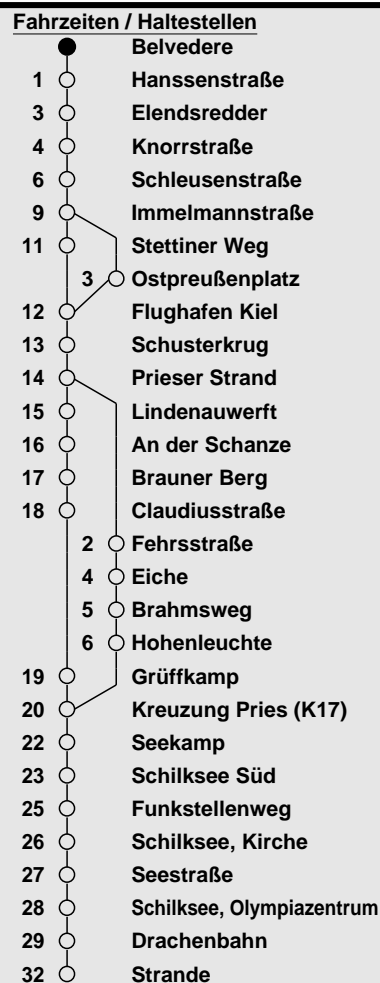 Fahrzeiten / Haltestellen
Belvedere
1 Hanssenstraße
3 Elendsredder
4 Knorrstraße
6 Schleusenstraße
9 Immelmannstraße
11 Stettiner Weg
3 Ostpreußenplatz
12 Flughafen Kiel
13 Schusterkrug
14 Prieser Strand
15 Lindenauwerft
16 An der Schanze
17 Brauner Berg
18 Claudiusstraße
2 Fehrsstraße
4 Eiche
5 Brahmsweg
6 Hohenleuchte
19 Grüffkamp
20 Kreuzung Pries (K17)
22 Seekamp
23 Schilksee Süd
25 Funkstellenweg
26 Schilksee, Kirche
27 Seestraße
28 Schilksee, Olympiazentrum
29 Drachenbahn
32 Strande